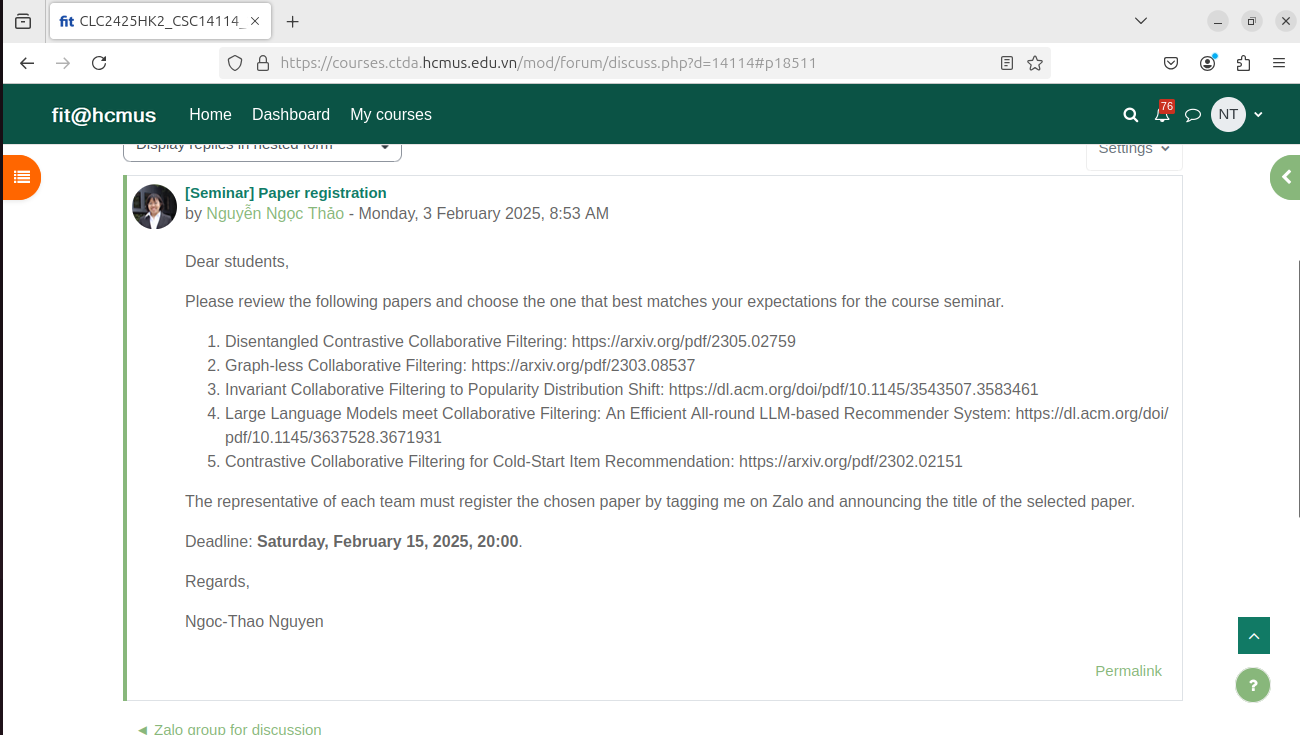 fit CLC2425HK2_CSC14114_
https://courses.ctda.hcmus.edu.vn/mod/forum/discuss.php?d=14114#p18511
fit@hcmus Home Dashboard My courses 76 NT
Display replies in nested form Settings
[Seminar] Paper registration
by Nguyễn Ngọc Thảo - Monday, 3 February 2025, 8:53 AM
Dear students,
Please review the following papers and choose the one that best matches your expectations for the course seminar.
1. Disentangled Contrastive Collaborative Filtering: https://arxiv.org/pdf/2305.02759
2. Graph-less Collaborative Filtering: https://arxiv.org/pdf/2303.08537
3. Invariant Collaborative Filtering to Popularity Distribution Shift: https://dl.acm.org/doi/pdf/10.1145/3543507.3583461
4. Large Language Models meet Collaborative Filtering: An Efficient All-round LLM-based Recommender System: https://dl.acm.org/doi/
pdf/10.1145/3637528.3671931
5. Contrastive Collaborative Filtering for Cold-Start Item Recommendation: https://arxiv.org/pdf/2302.02151
The representative of each team must register the chosen paper by tagging me on Zalo and announcing the title of the selected paper.
Deadline: Saturday, February 15, 2025, 20:00.
Regards,
Ngoc-Thao Nguyen
Permalink
?
◄ Zalo group for discussion